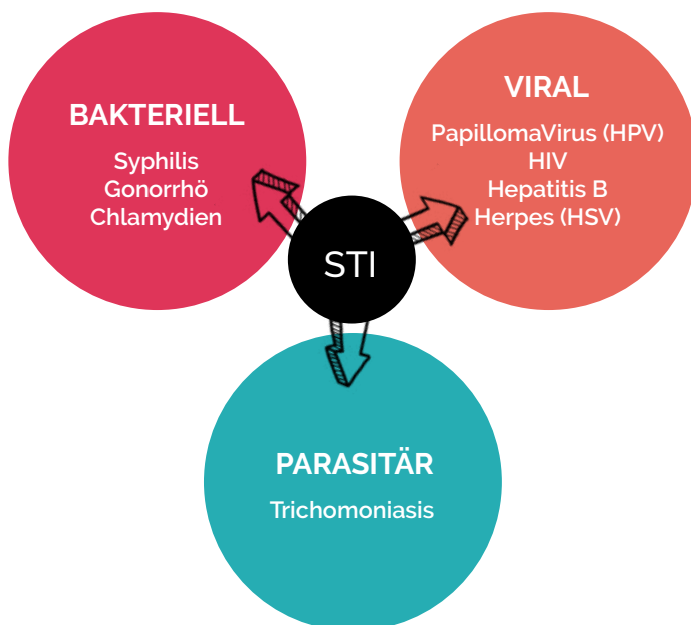 BAKTERIELL
Syphilis
Gonorrhö
Chlamydien
VIRAL
PapillomaVirus (HPV)
HIV
Hepatitis B
Herpes (HSV)
STI
PARASITÄR
Trichomoniasis